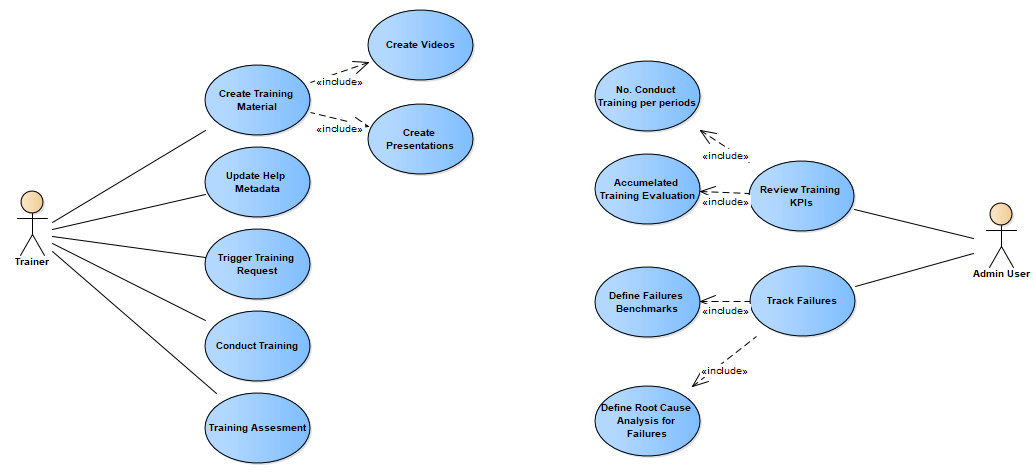 Create Videos
Create Training
Material
«include»
«include»
Create
Presentations
Update Help
Metadata
Trainer
Trigger Training
Request
Conduct Training
Training Assesment
No. Conduct
Training per periods
«include»
Accumelated
Training Evaluation
«include»
Review Training
KPIs
Admin User
Define Failures
Benchmarks
«include»
Track Failures
«include»
Define Root Cause
Analysis for
Failures